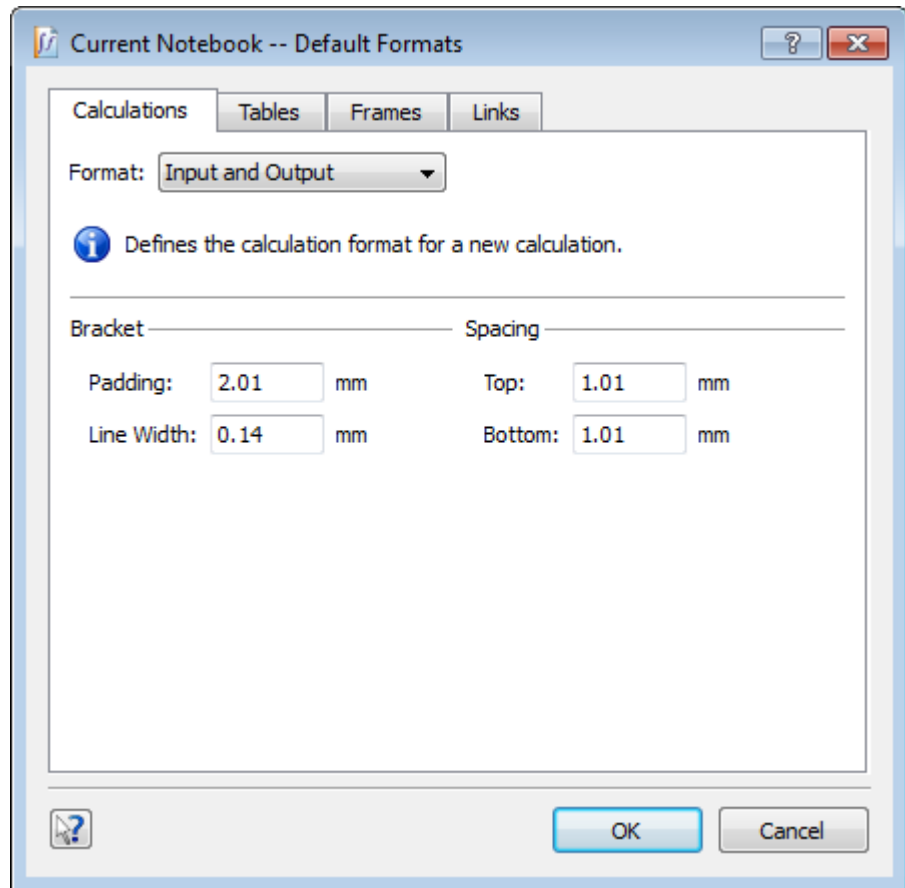 Current Notebook -- Default Formats
Calculations Tables Frames Links
Format: Input and Output
Defines the calculation format for a new calculation.
Bracket Spacing
Padding: 2.01 mm Top: 1.01 mm
Line Width: 0.14 mm Bottom: 1.01 mm
OK Cancel